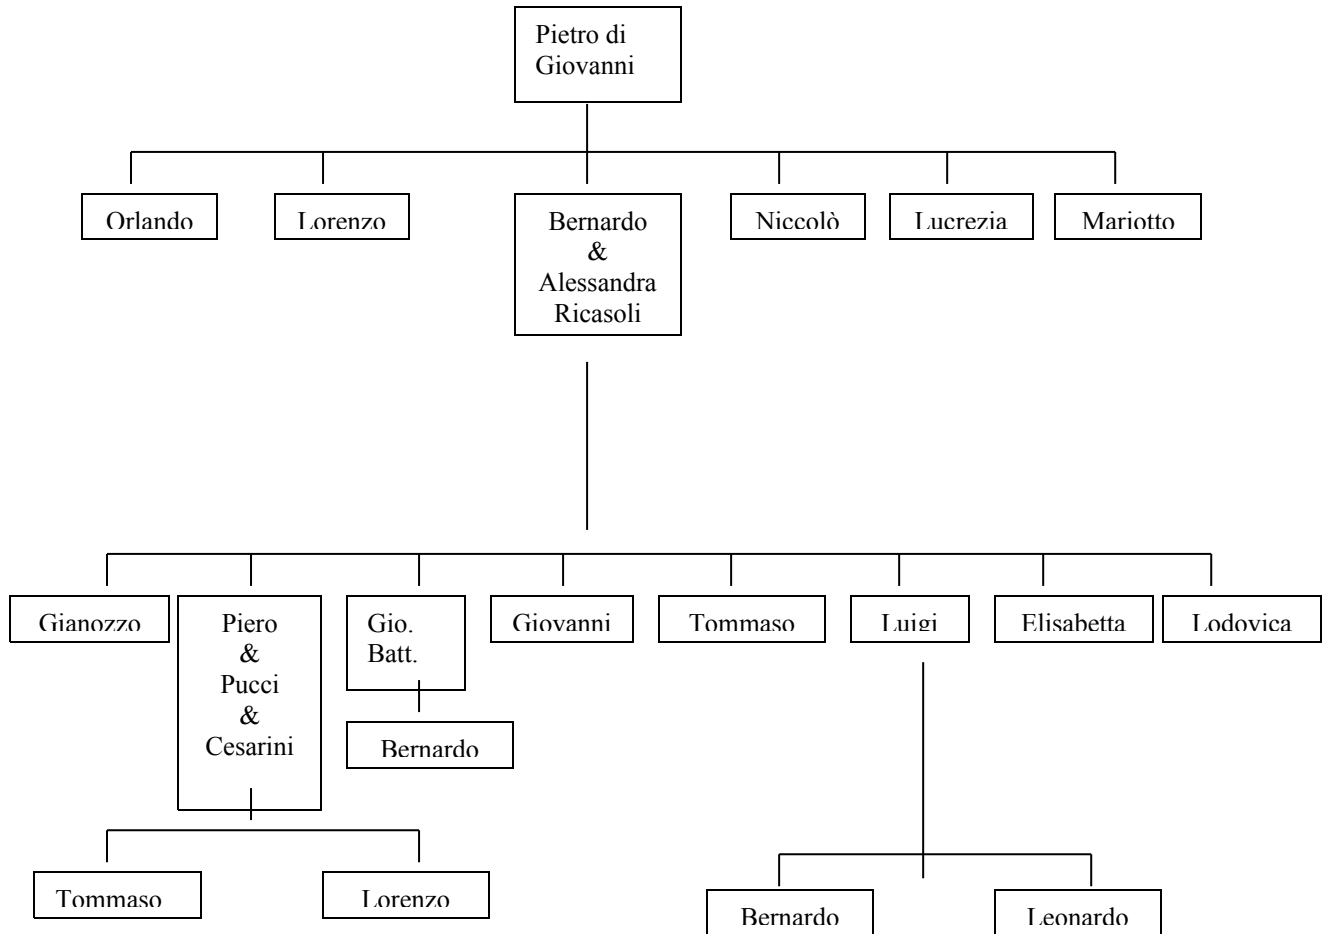 Pietro di
Giovanni
Orlando
Lorenzo
Bernardo
&
Alessandra
Ricasoli
Niccolò
Lucrezia
Mariotto
Gianozzo
Piero
&
Pucci
&
Cesarini
Gio.
Batt.
Giovanni
Tommaso
Luigi
Elisabetta
Lodovica
Bernardo
Tommaso
Lorenzo
Bernardo
Leonardo